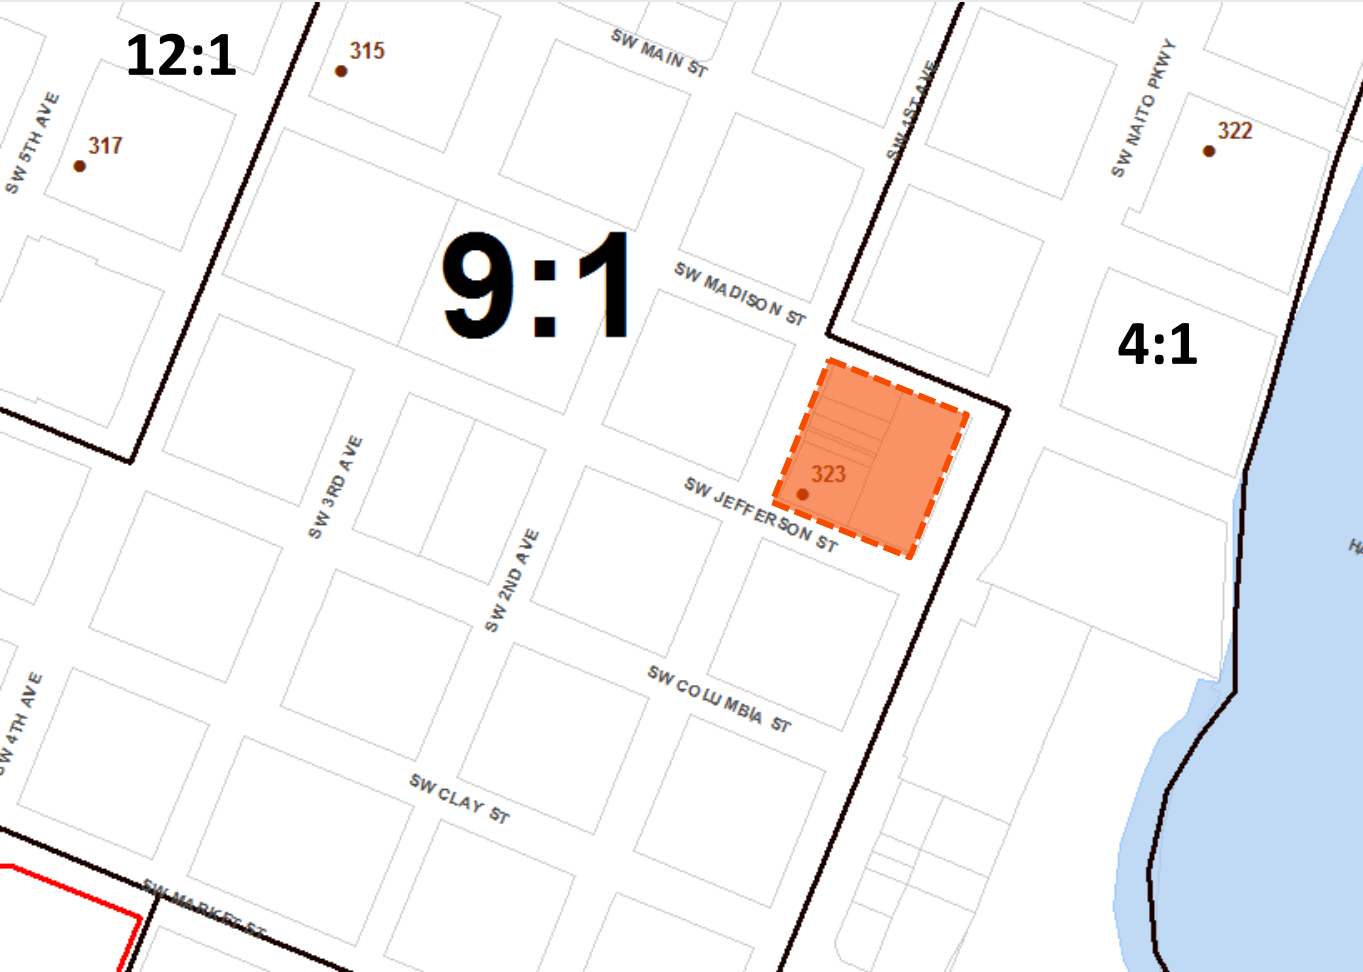 12:1
315
SW MAIN ST
SW NAITO PKWY
SW 5TH AVE
317
SW 1ST AVE
322
9:1
SW MADISON ST
4:1
SW 3RD AVE
323
SW JEFFERSON ST
SW 2ND AVE
SW COLUMBIA ST
SW 4TH AVE
SW CLAY ST
SW MARKET ST